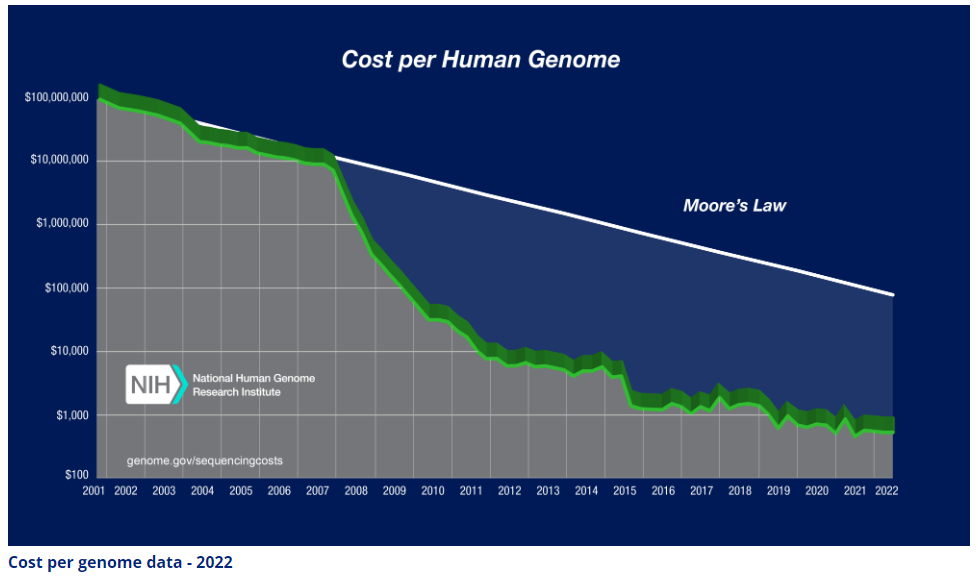 Cost per Human Genome
$100,000,000
$10,000,000
$1,000,000
$100,000
$10,000
$1,000
$100
Moore's Law
NIH
National Human Genome
Research Institute
genome.gov/sequencingcosts
2001 2002 2003 2004 2005 2006 2007 2008 2009 2010 2011 2012 2013 2014 2015 2016 2017 2018 2019 2020 2021 2022
Cost per genome data - 2022